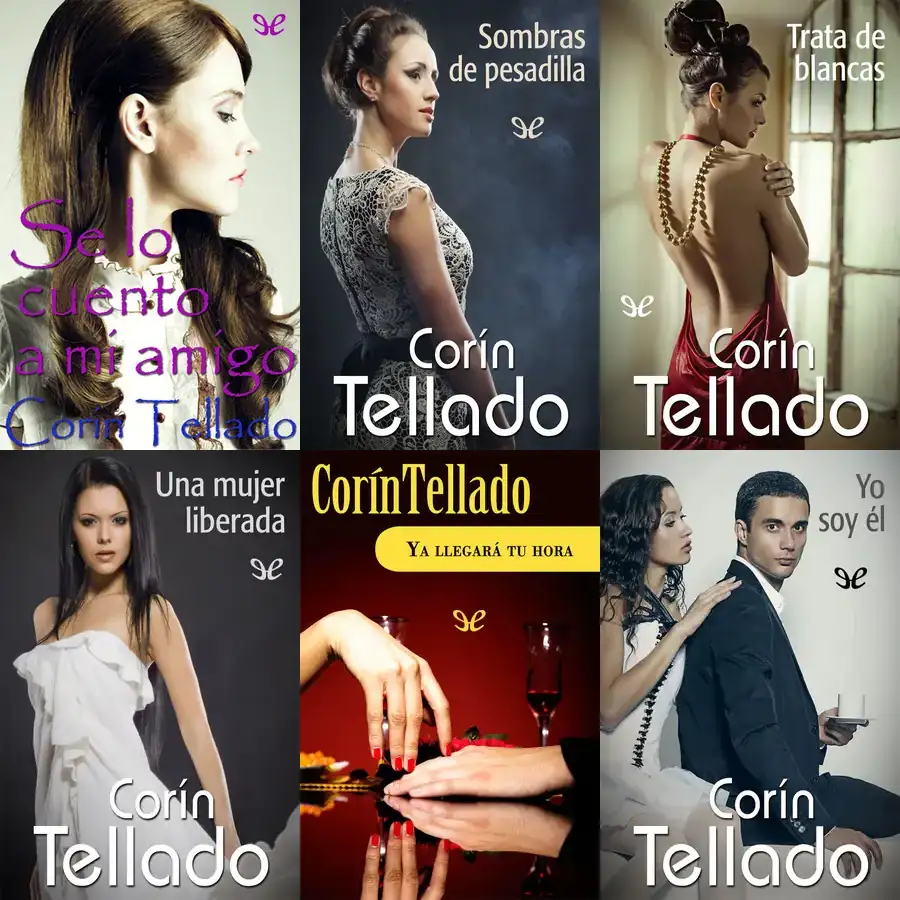 Se lo
cuento
a mi amigo
Corín Tellado
Sombras
de pesadilla
Corín
Tellado
Trata de
blancas
Corín
Tellado
Una mujer
liberada
Corín
Tellado
CorínTellado
YA LLEGARÁ TU HORA
Yo
soy él
Corín
Tellado